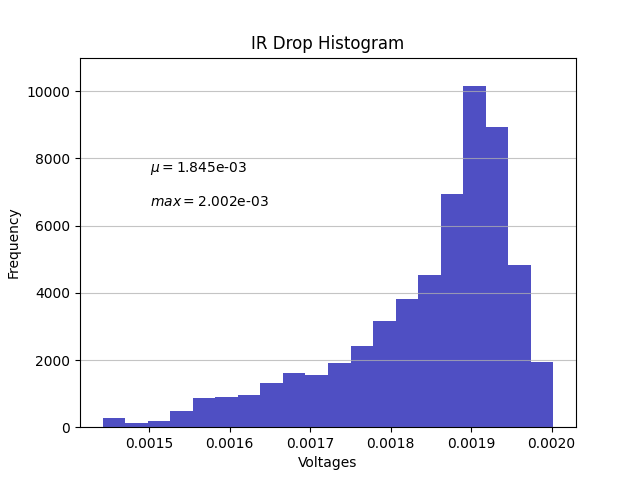 IR Drop Histogram
10000
8000
6000
4000
2000
0
Frequency
μ = 1.845e-03
max = 2.002e-03
0.0015 0.0016 0.0017 0.0018 0.0019 0.0020
Voltages